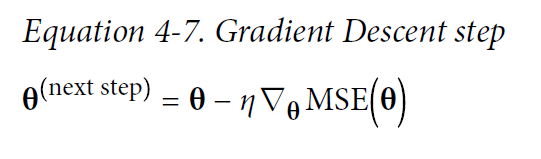 Equation 4-7. Gradient Descent step
θ(next step) = θ − η ∇θ MSE(θ)